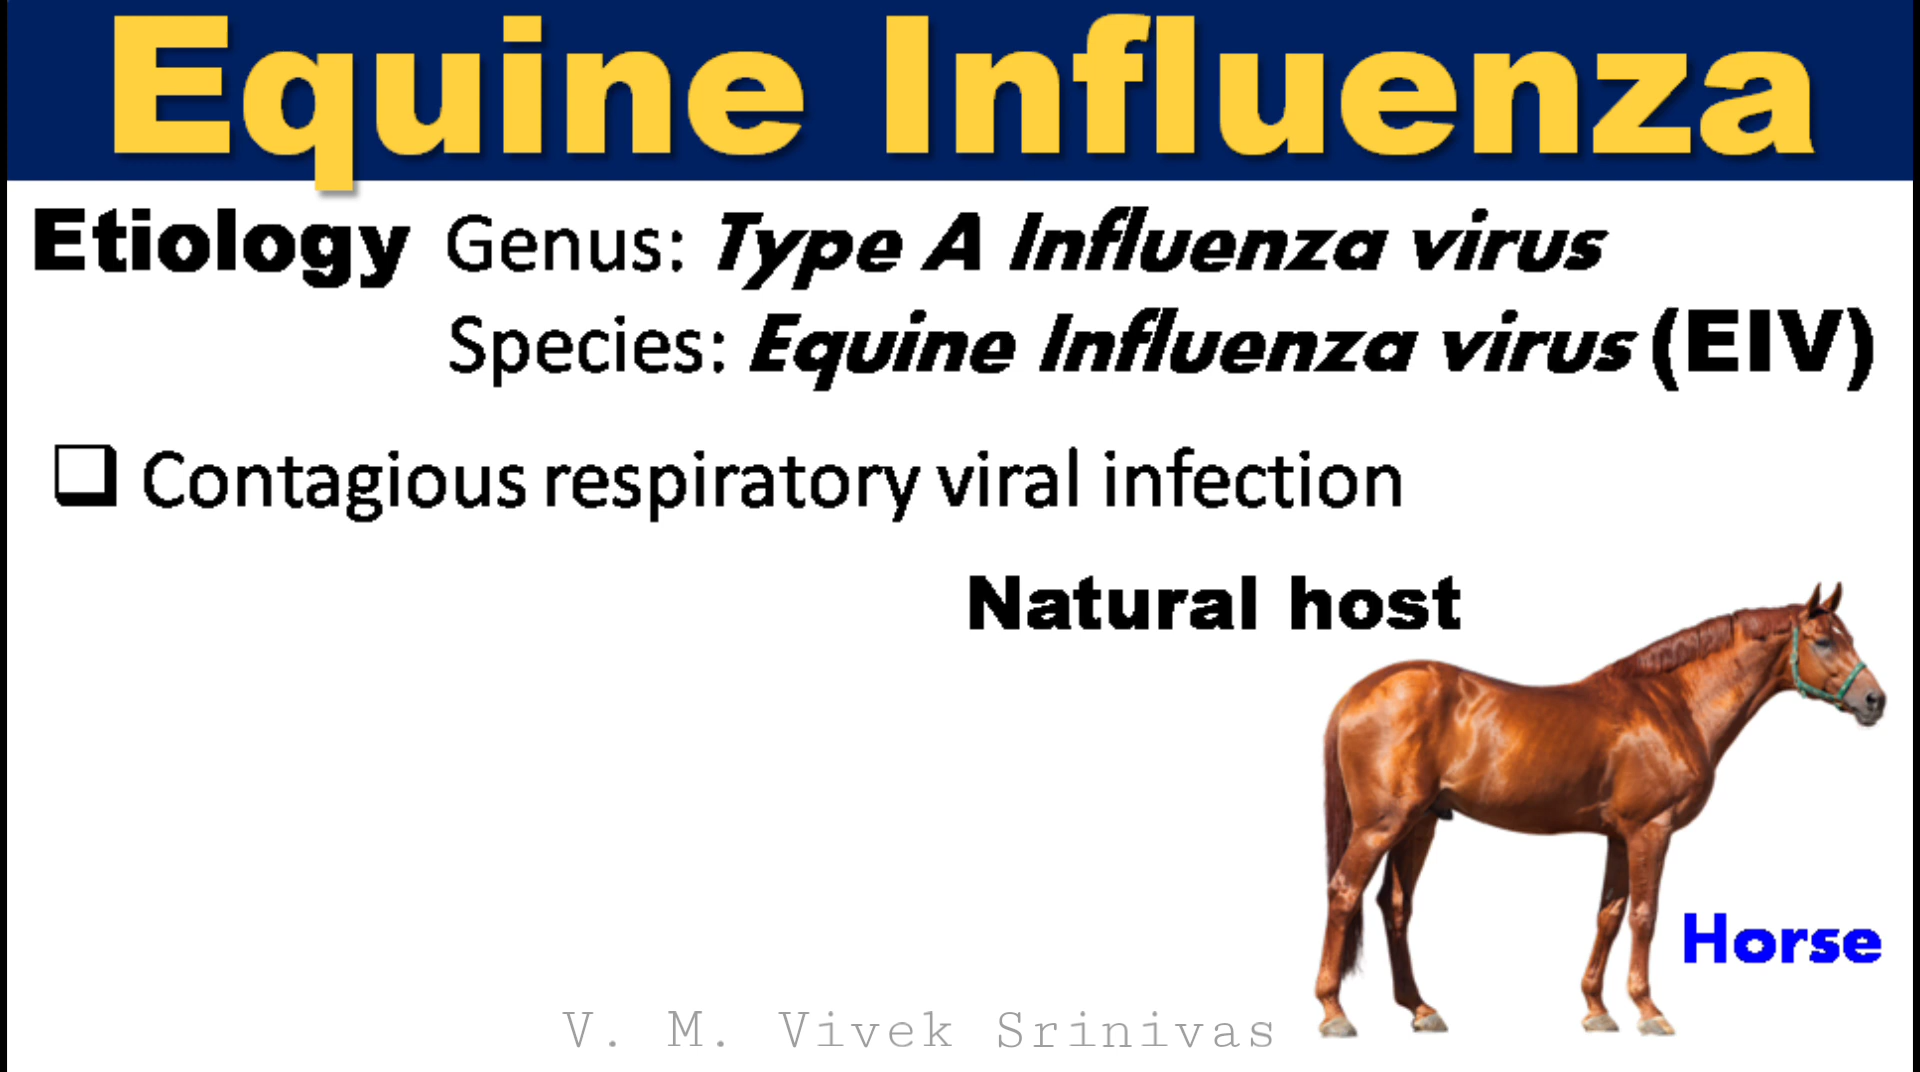 Equine Influenza
Etiology Genus: Type A Influenza virus
Species: Equine Influenza virus (EIV)
❑ Contagious respiratory viral infection
Natural host
Horse
V. M. Vivek Srinivas